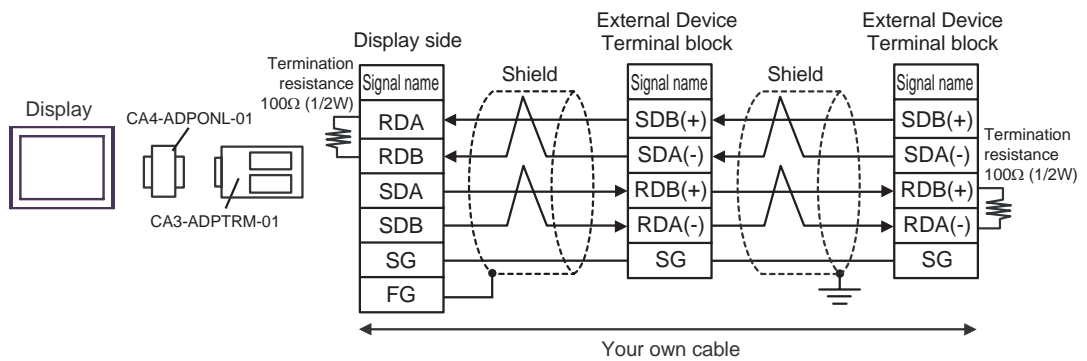 Display
CA4-ADPONL-01
CA3-ADPTRM-01
Termination
resistance
100Ω (1/2W)
Display side
Signal name
RDA
RDB
SDA
SDB
SG
FG
Shield
External Device
Terminal block
Signal name
SDB(+)
SDA(-)
RDB(+)
RDA(-)
SG
Shield
External Device
Terminal block
Signal name
SDB(+)
SDA(-)
RDB(+)
RDA(-)
SG
Termination
resistance
100Ω (1/2W)
Your own cable